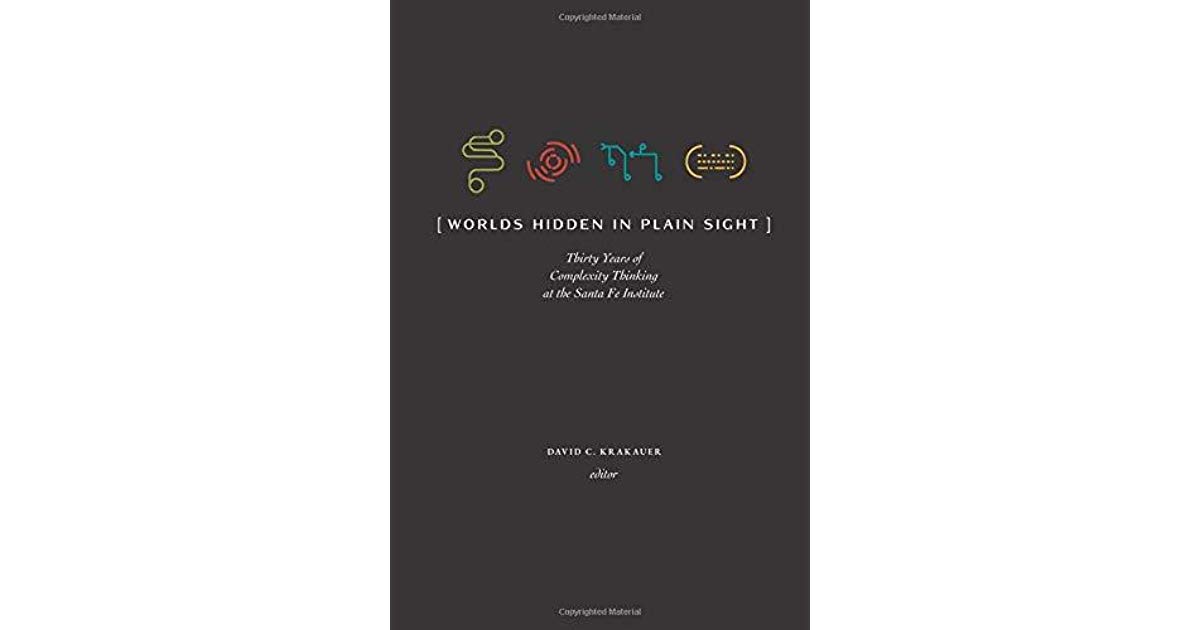 Copyrighted Material
[ WORLDS HIDDEN IN PLAIN SIGHT ]
Thirty Years of
Complexity Thinking
at the Santa Fe Institute
DAVID C. KRAKAUER
editor
Copyrighted Material